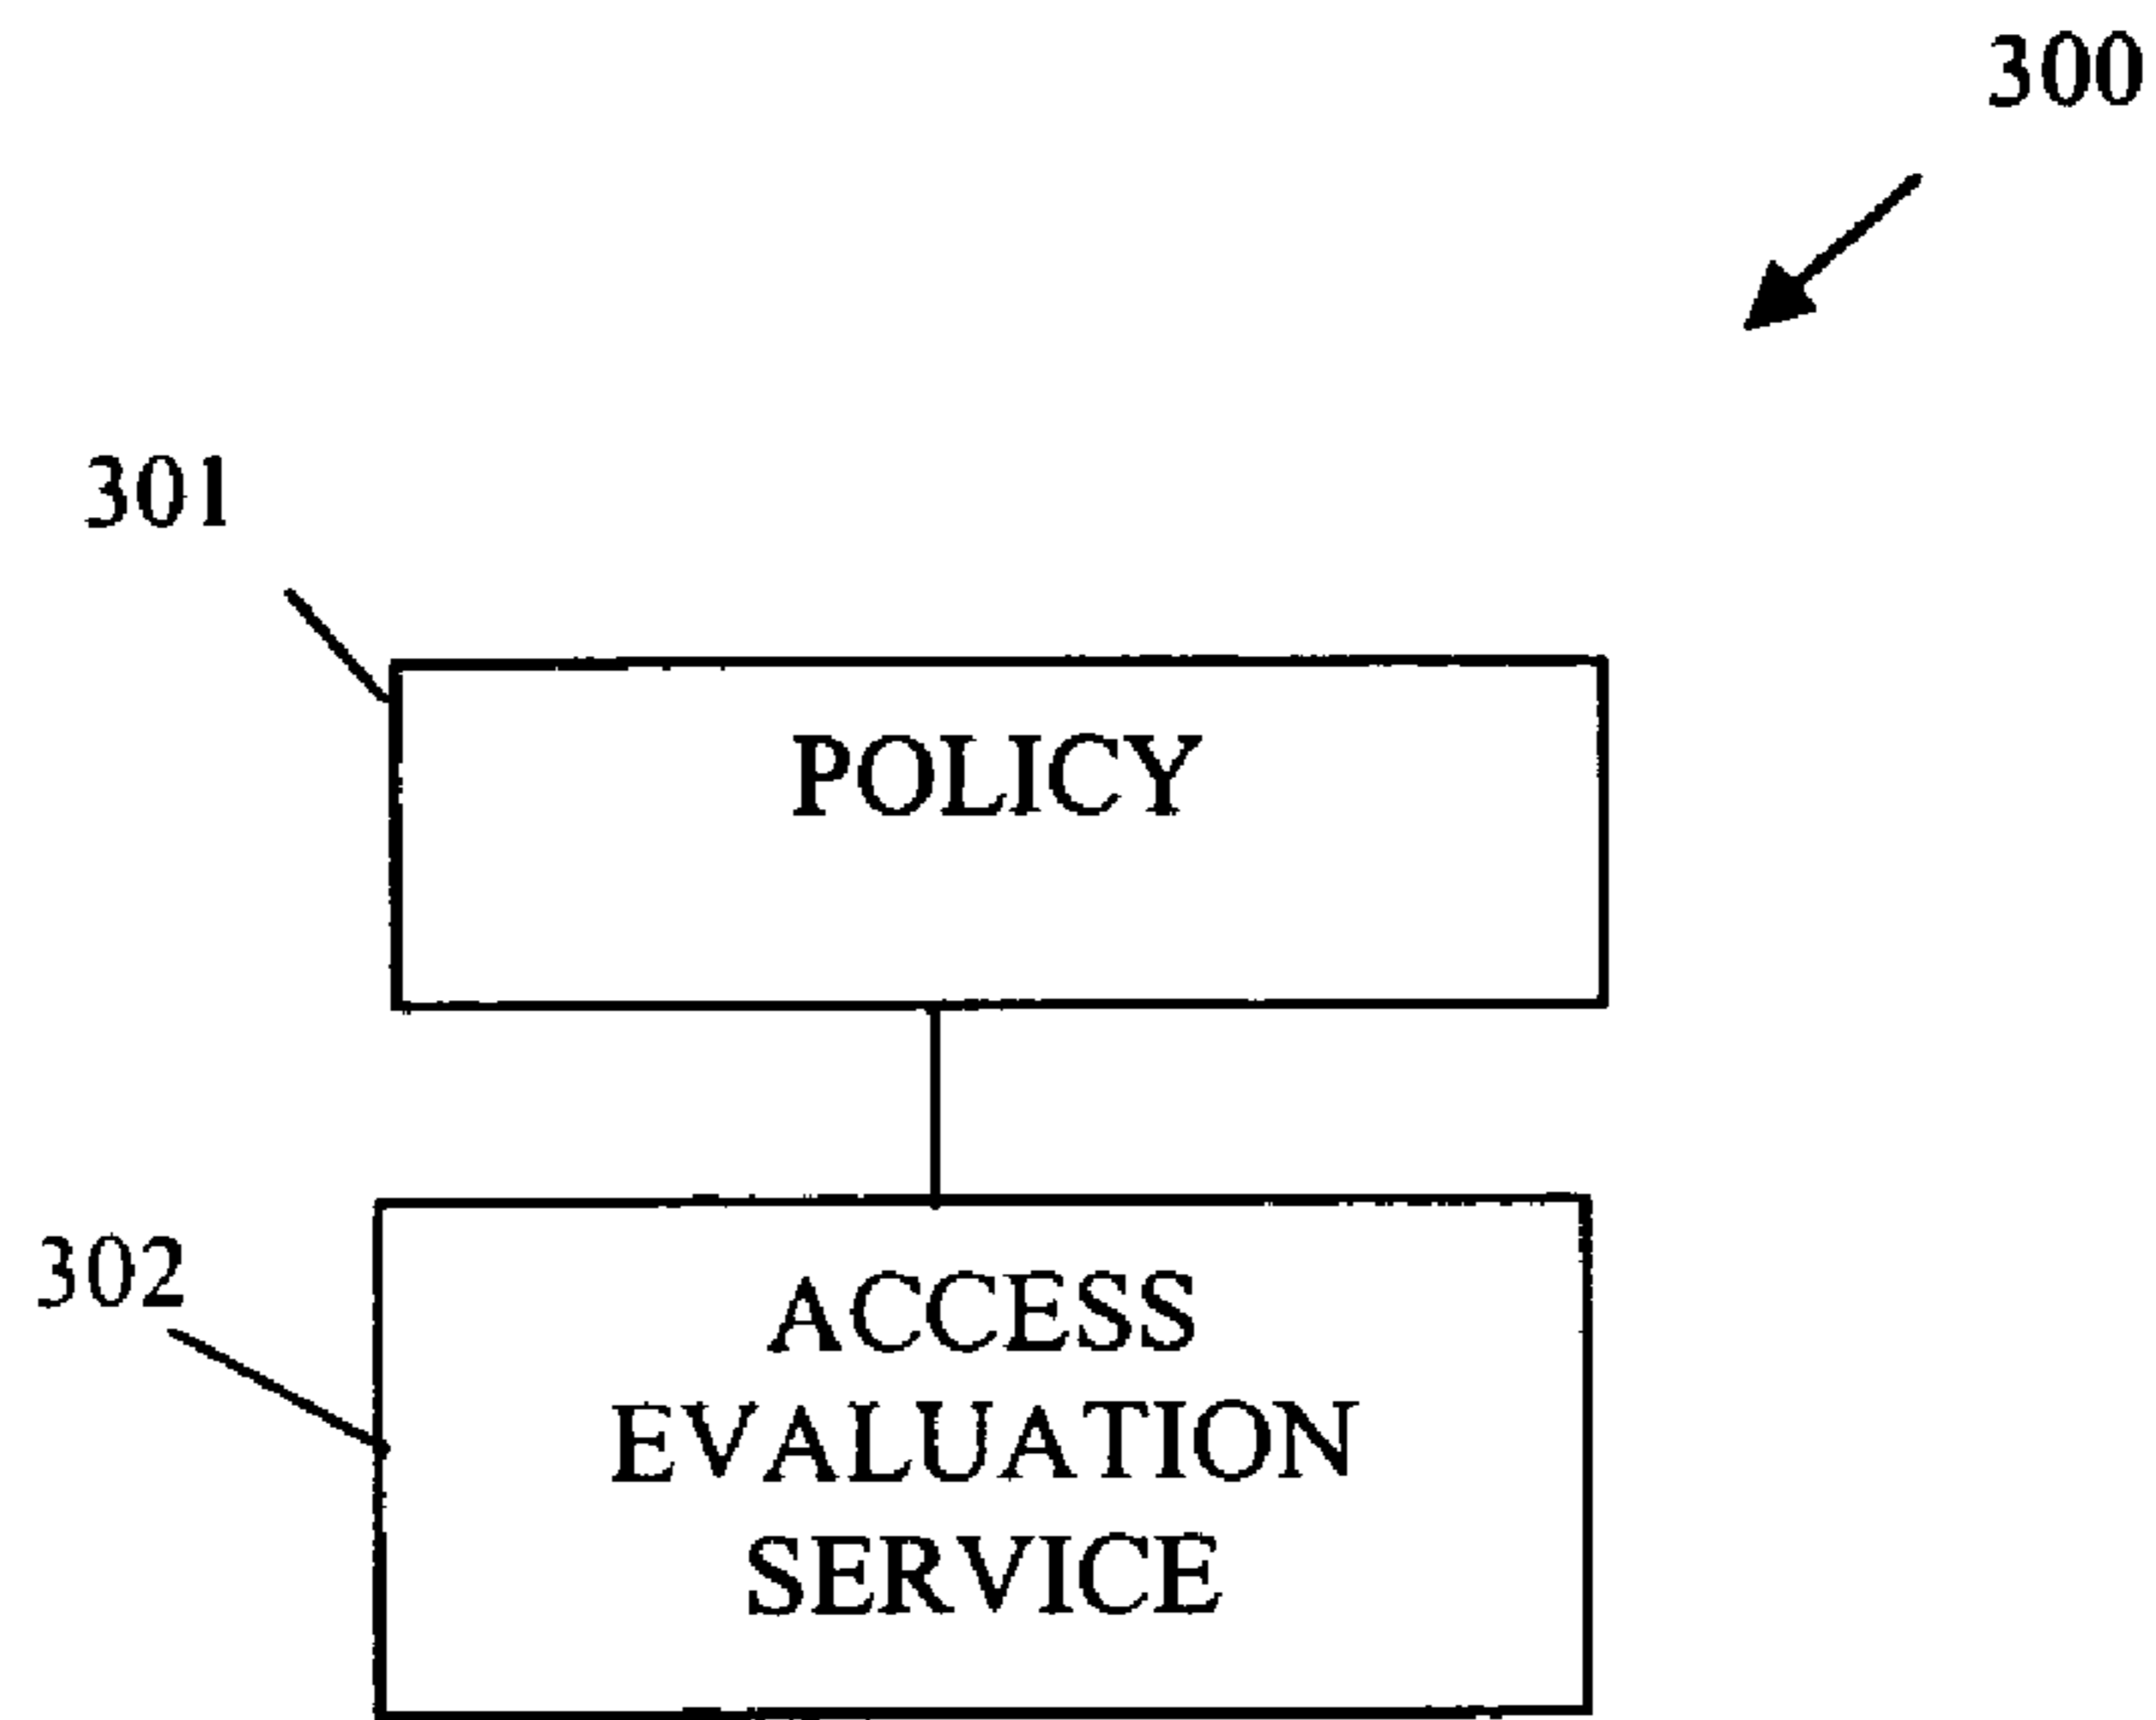 300
301
POLICY
302
ACCESS
EVALUATION
SERVICE